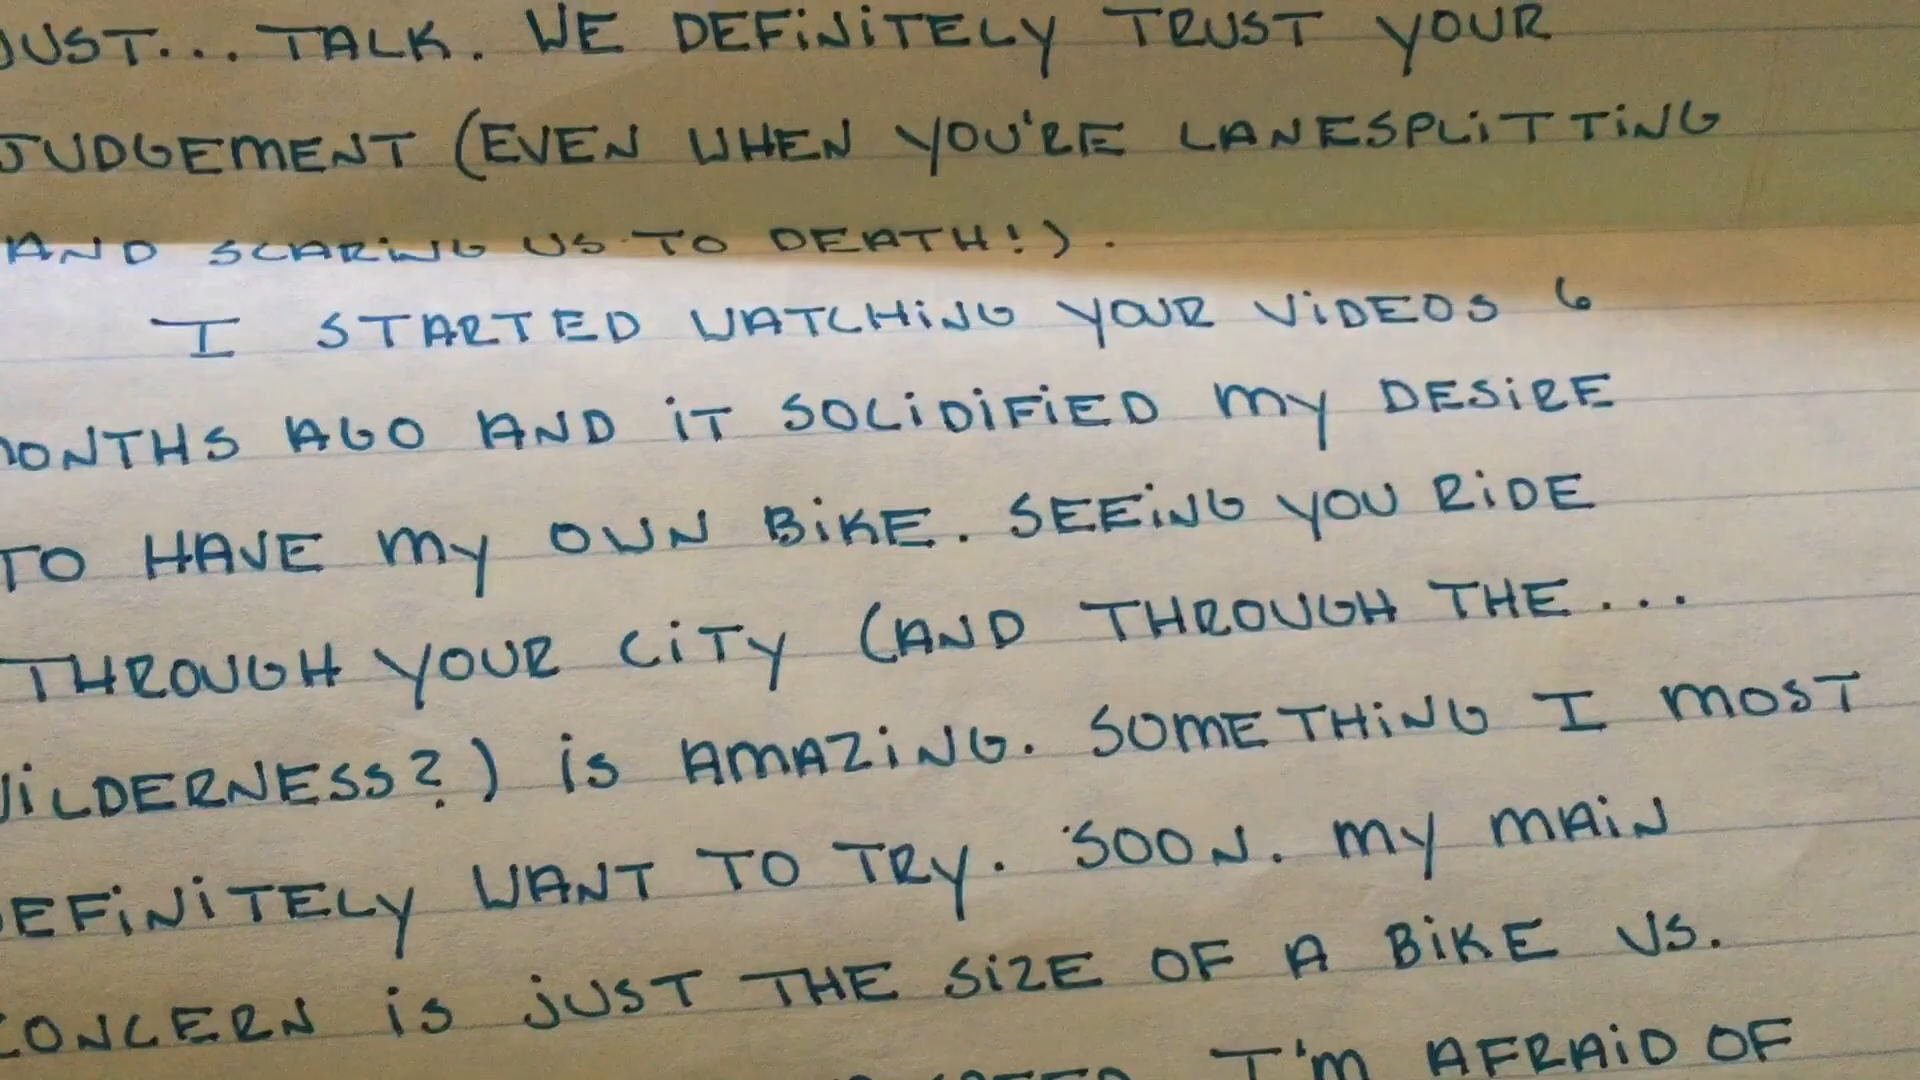 JUST... TALK. WE DEFINITELY TRUST YOUR
JUDGEMENT (EVEN WHEN YOU'RE LANESPLITTING
AND SCARING US TO DEATH!).
I STARTED WATCHING YOUR VIDEOS 6
MONTHS AGO AND IT SOLIDIFIED MY DESIRE
TO HAVE MY OWN BIKE. SEEING YOU RIDE
THROUGH YOUR CITY (AND THROUGH THE...
WILDERNESS?) IS AMAZING. SOMETHING I MOST
DEFINITELY WANT TO TRY. SOON. MY MAIN
CONCERN IS JUST THE SIZE OF A BIKE VS.
I'M AFRAID OF